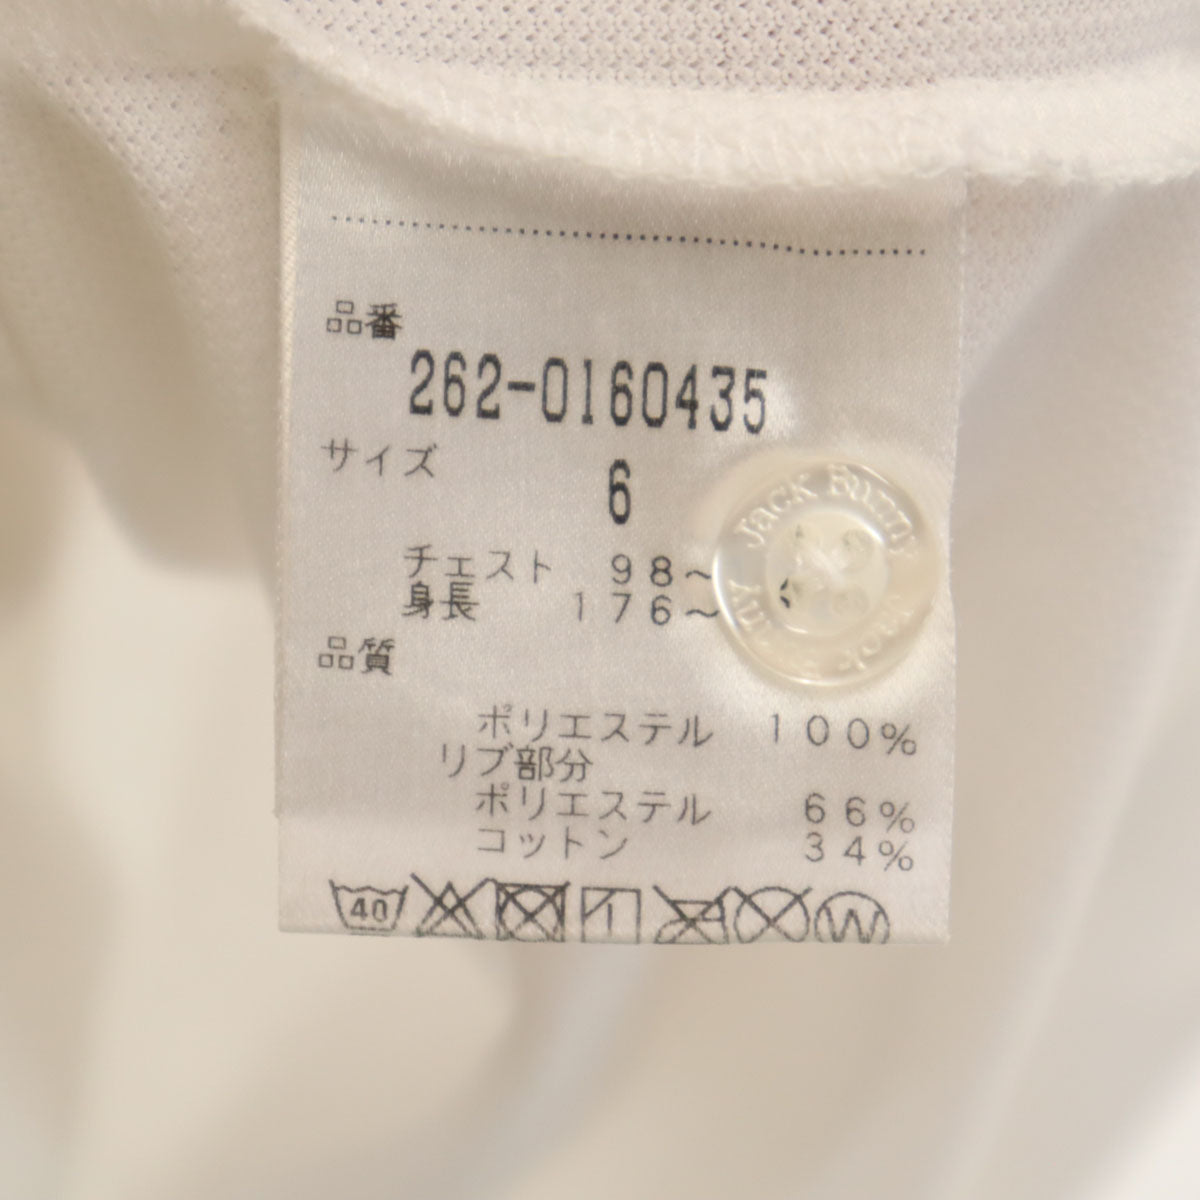 品番
262-0160435
サイズ 6
チェスト 98～
身長 176～
品質
ポリエステル 100%
リブ部分
ポリエステル 66%
コットン 34%
40
W
Jack Bunny